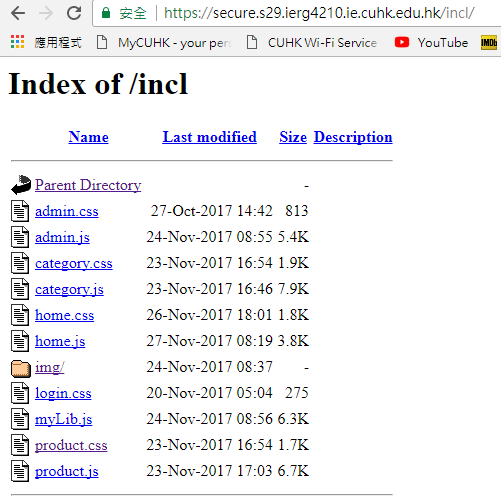 安全 https://secure.s29.ierg4210.ie.cuhk.edu.hk/incl/
應用程式 MyCUHK - your pers CUHK Wi-Fi Service YouTube IMDb
Index of /incl
Name Last modified Size Description
Parent Directory -
admin.css 27-Oct-2017 14:42 813
admin.js 24-Nov-2017 08:55 5.4K
category.css 23-Nov-2017 16:54 1.9K
category.js 23-Nov-2017 16:46 7.9K
home.css 26-Nov-2017 18:01 1.8K
home.js 27-Nov-2017 08:19 3.8K
img/ 24-Nov-2017 08:37 -
login.css 20-Nov-2017 05:04 275
myLib.js 24-Nov-2017 08:56 6.3K
product.css 23-Nov-2017 16:54 1.7K
product.js 23-Nov-2017 17:03 6.7K